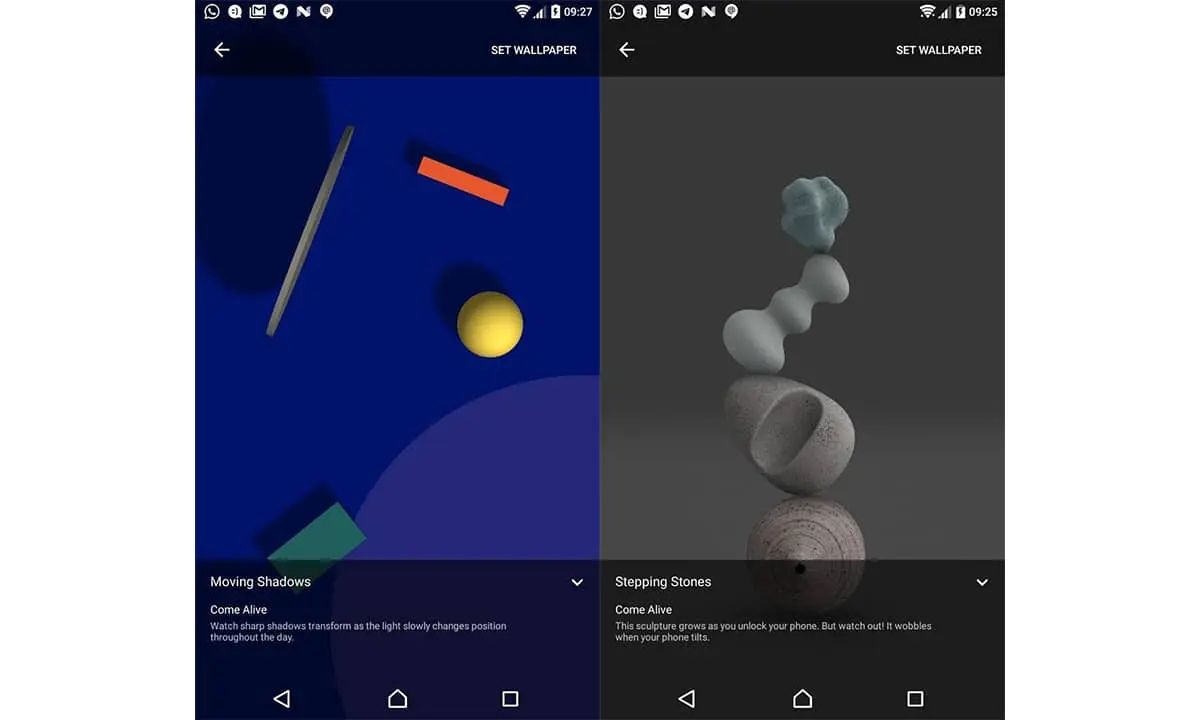 09:27
SET WALLPAPER
Moving Shadows
Come Alive
Watch sharp shadows transform as the light slowly changes position
throughout the day.
09:25
SET WALLPAPER
Stepping Stones
Come Alive
This sculpture grows as you unlock your phone. But watch out! It wobbles
when your phone tilts.